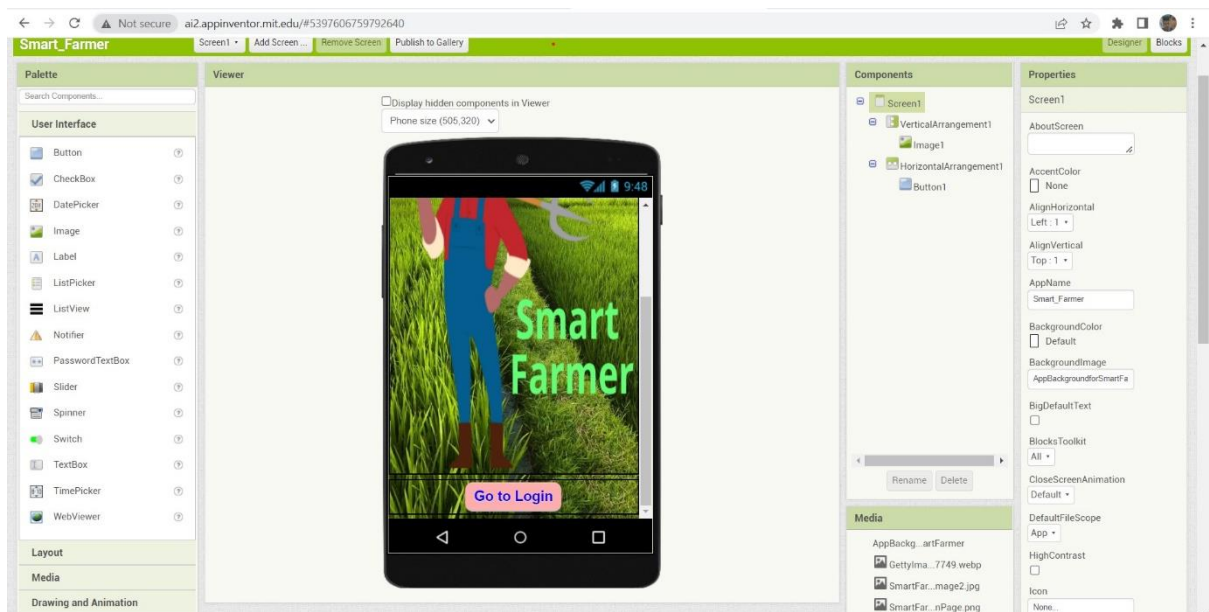 Not secure ai2.appinventor.mit.edu/#5397606759792640
Smart_Farmer Screen1 Add Screen ... Remove Screen Publish to Gallery Designer Blocks
Palette
Search Components...
User Interface
Button
CheckBox
DatePicker
Image
Label
ListPicker
ListView
Notifier
PasswordTextBox
Slider
Spinner
Switch
TextBox
TimePicker
WebViewer
Layout
Media
Drawing and Animation
Viewer
Display hidden components in Viewer
Phone size (505,320)
9:48
Smart
Farmer
Go to Login
Components
Screen1
VerticalArrangement1
Image1
HorizontalArrangement1
Button1
Rename Delete
Media
AppBackg...artFarmer
GettyIma...7749.webp
SmartFar...mage2.jpg
SmartFar...nPage.png
Properties
Screen1
AboutScreen
AccentColor
None
AlignHorizontal
Left : 1
AlignVertical
Top : 1
AppName
Smart_Farmer
BackgroundColor
Default
BackgroundImage
AppBackgroundforSmartFa
BigDefaultText
BlocksToolkit
All
CloseScreenAnimation
Default
DefaultFileScope
App
HighContrast
Icon
None...